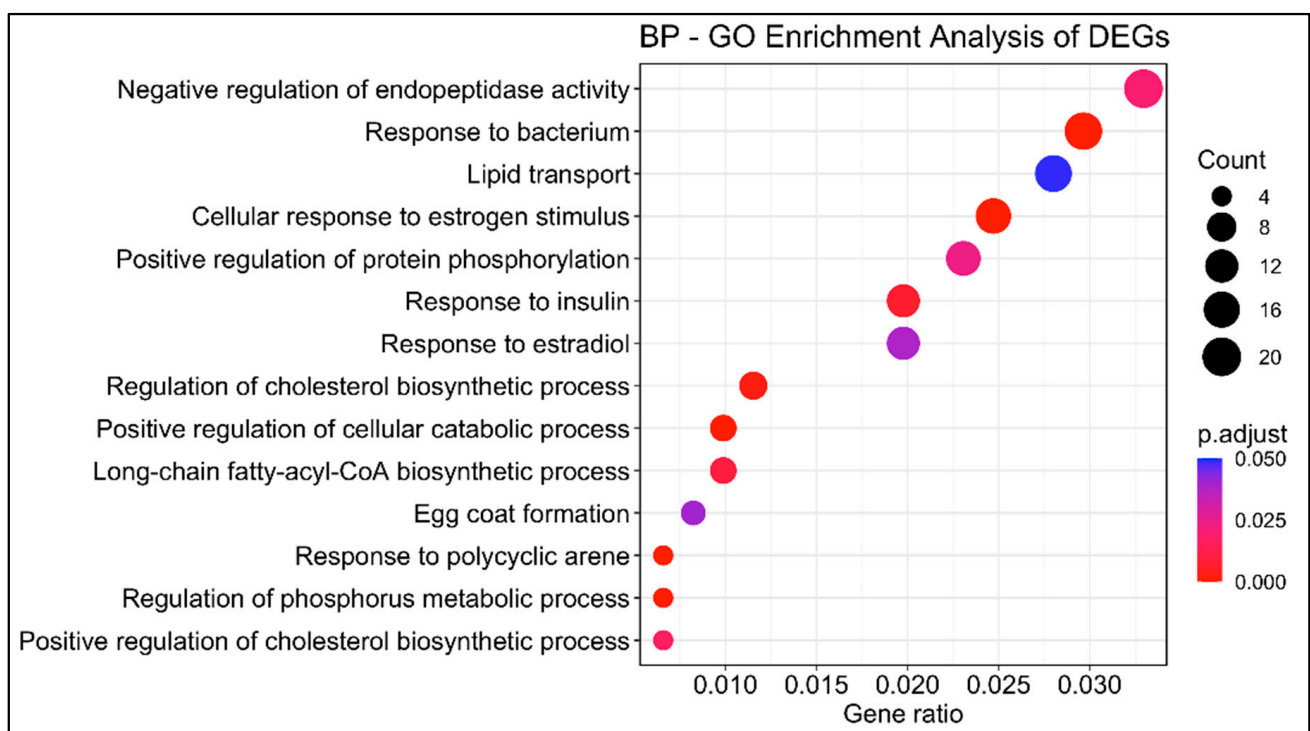 BP - GO Enrichment Analysis of DEGs
Negative regulation of endopeptidase activity
Response to bacterium
Lipid transport
Cellular response to estrogen stimulus
Positive regulation of protein phosphorylation
Response to insulin
Response to estradiol
Regulation of cholesterol biosynthetic process
Positive regulation of cellular catabolic process
Long-chain fatty-acyl-CoA biosynthetic process
Egg coat formation
Response to polycyclic arene
Regulation of phosphorus metabolic process
Positive regulation of cholesterol biosynthetic process
0.010 0.015 0.020 0.025 0.030
Gene ratio
Count
4
8
12
16
20
p.adjust
0.050
0.025
0.000